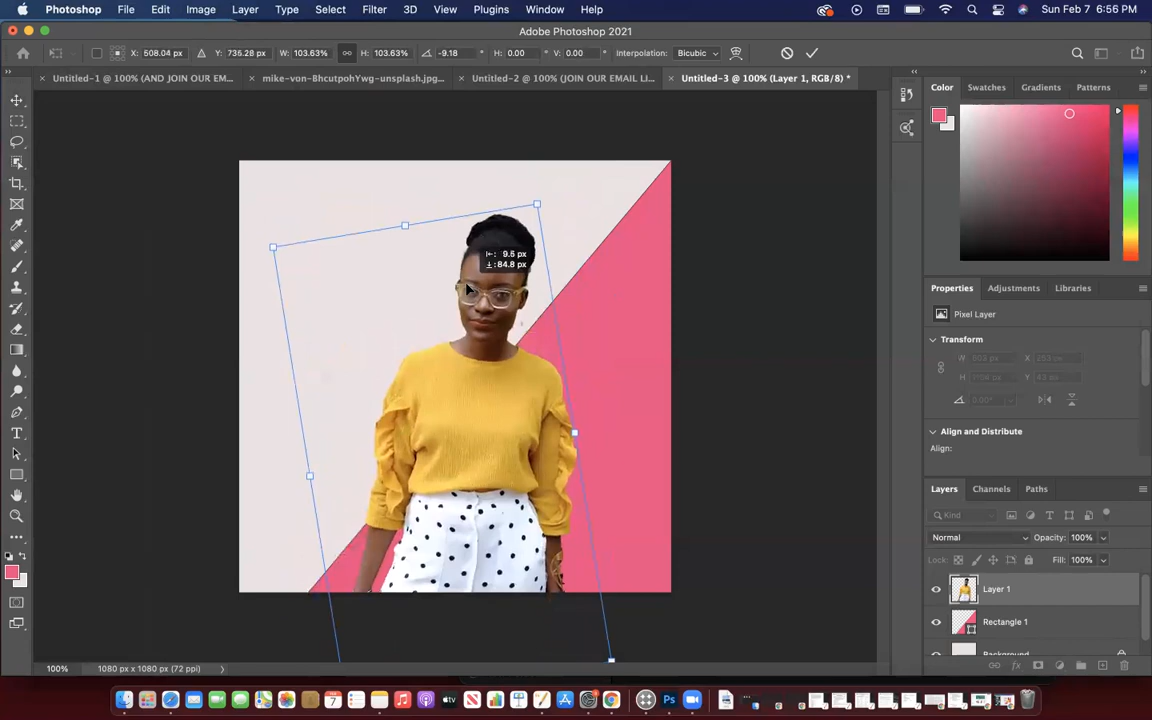 Photoshop File Edit Image Layer Type Select Filter 3D View Plugins Window Help Sun Feb 7 6:56 PM
Adobe Photoshop 2021
X: 508.04 px Y: 735.28 px W: 103.63% H: 103.63% -9.18 ° H: 0.00 ° V: 0.00 ° Interpolation: Bicubic
Untitled-1 @ 100% (AND JOIN OUR EM... mike-von-BhcutpohYwg-unsplash.jpg... Untitled-2 @ 100% (JOIN OUR EMAIL LI... Untitled-3 @ 100% (Layer 1, RGB/8) *
Color Swatches Gradients Patterns
9.5 px
84.8 px
Properties Adjustments Libraries
Pixel Layer
Transform
W X
H Y
0.00°
Align and Distribute
Align:
Layers Channels Paths
Kind
Normal Opacity: 100%
Lock: Fill: 100%
Layer 1
Rectangle 1
Background
100% 1080 px x 1080 px (72 ppi)